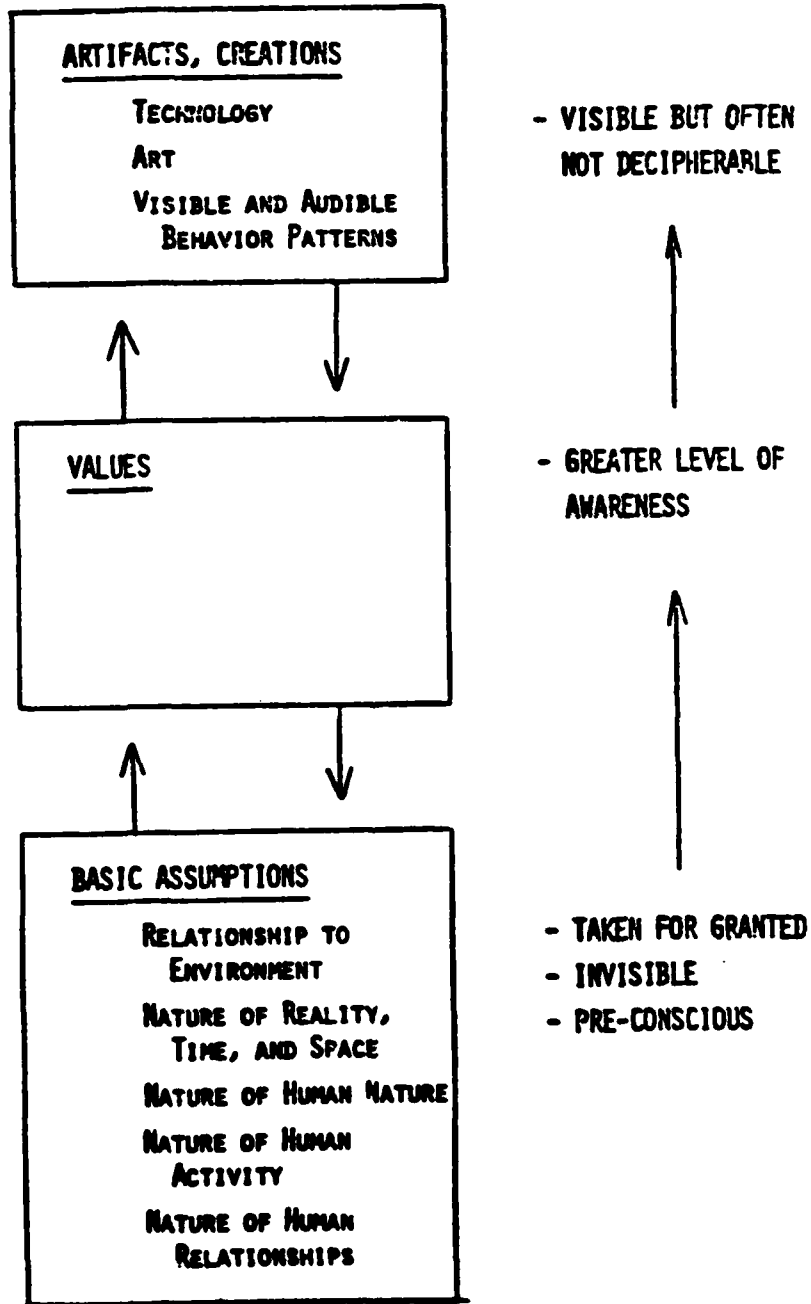 ARTIFACTS, CREATIONS
TECHNOLOGY
ART
VISIBLE AND AUDIBLE
BEHAVIOR PATTERNS
- VISIBLE BUT OFTEN
NOT DECIPHERABLE
VALUES
- GREATER LEVEL OF
AWARENESS
BASIC ASSUMPTIONS
RELATIONSHIP TO
ENVIRONMENT
NATURE OF REALITY,
TIME, AND SPACE
NATURE OF HUMAN NATURE
NATURE OF HUMAN
ACTIVITY
NATURE OF HUMAN
RELATIONSHIPS
- TAKEN FOR GRANTED
- INVISIBLE
- PRE-CONSCIOUS